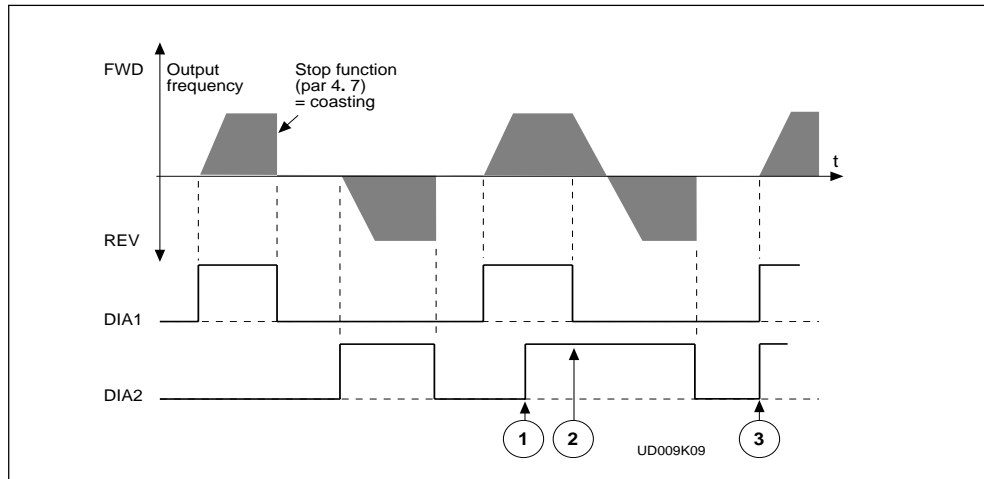 FWD
Output
frequency
Stop function
(par 4. 7)
= coasting
t
REV
DIA1
DIA2
1
2
3
UD009K09